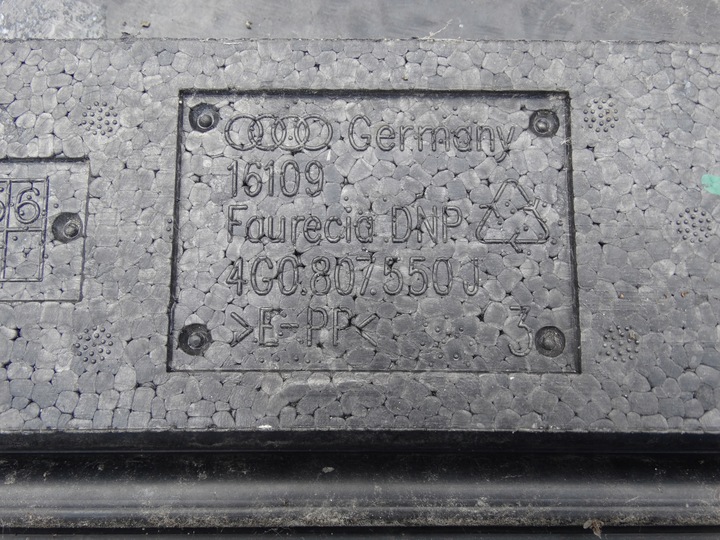 Germany
16109
Faurecia DNP
4G0.807.550 J
>E-PP< 3